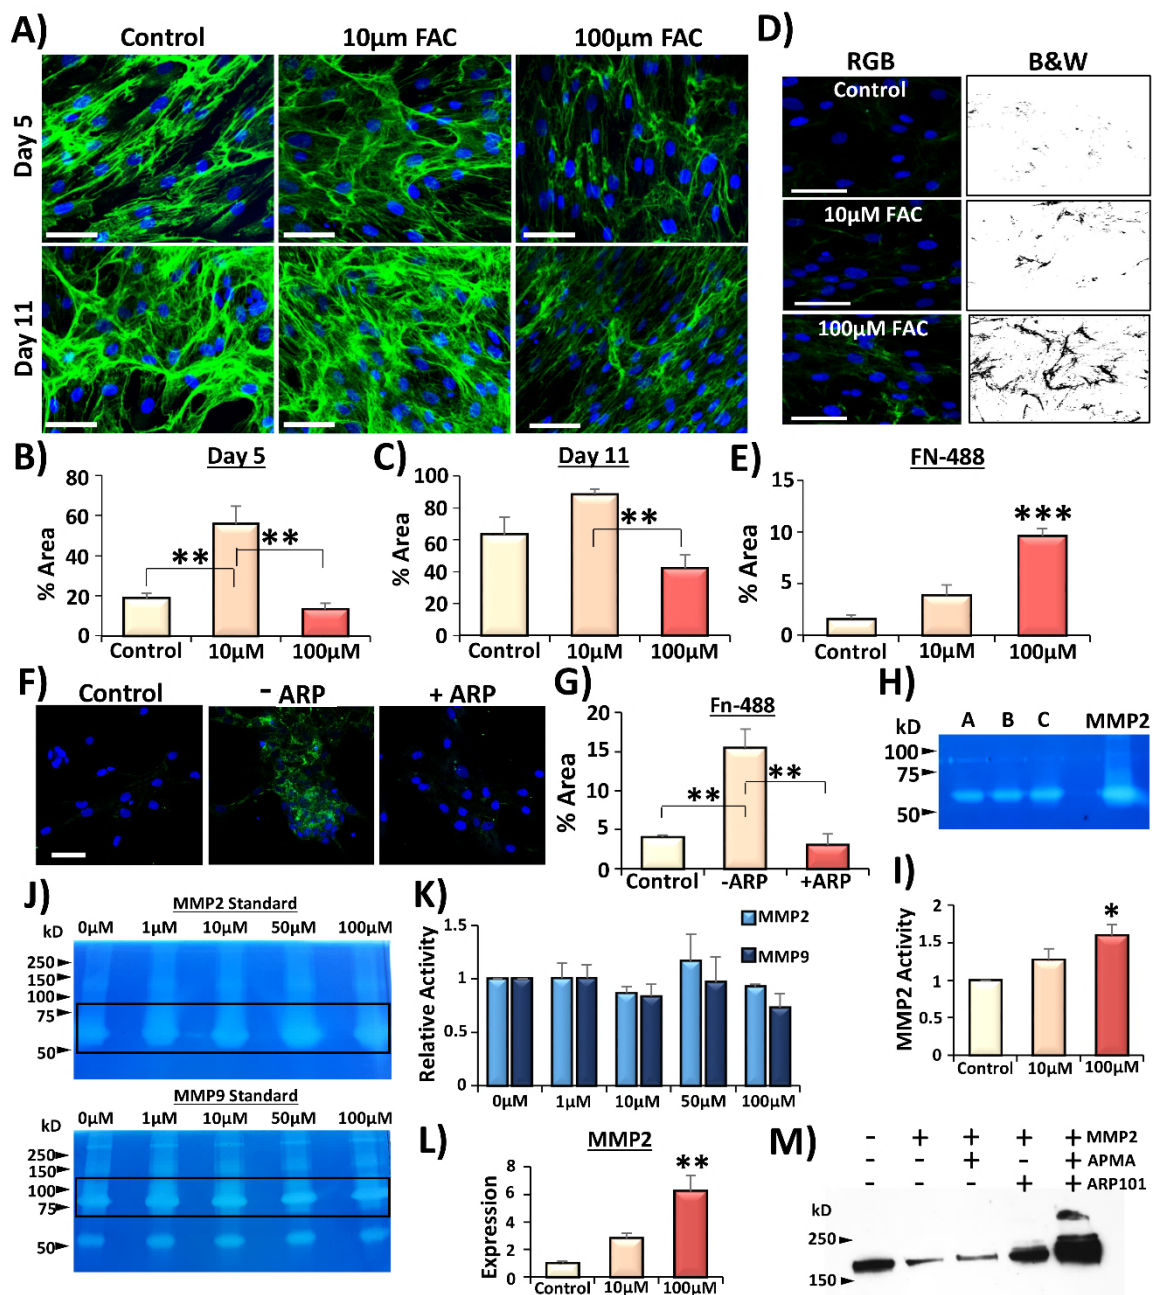 A)
Control 10µm FAC 100µm FAC
Day 5
Day 11
D)
RGB B&W
Control
10µM FAC
100µM FAC
B)
Day 5
% Area
80
60
40
20
0
** **
Control 10µM 100µM
C)
Day 11
% Area
100
80
60
40
20
0
**
Control 10µM 100µM
E)
FN-488
% Area
15
10
5
0
***
Control 10µM 100µM
F)
Control - ARP + ARP
G)
Fn-488
% Area
20
15
10
5
0
** **
Control -ARP +ARP
H)
kD A B C MMP2
100
75
50
I)
MMP2 Activity
2
1.5
1
0.5
0
*
Control 10µM 100µM
J)
MMP2 Standard
kD 0µM 1µM 10µM 50µM 100µM
250
150
100
75
50
MMP9 Standard
kD 0µM 1µM 10µM 50µM 100µM
250
150
100
75
50
K)
Relative Activity
1.5
1
0.5
0
MMP2
MMP9
0µM 1µM 10µM 50µM 100µM
L)
MMP2
Expression
8
6
4
2
0
**
Control 10µM 100µM
M)
- + + + + MMP2
- - + - + APMA
- - - + + ARP101
kD
250
150